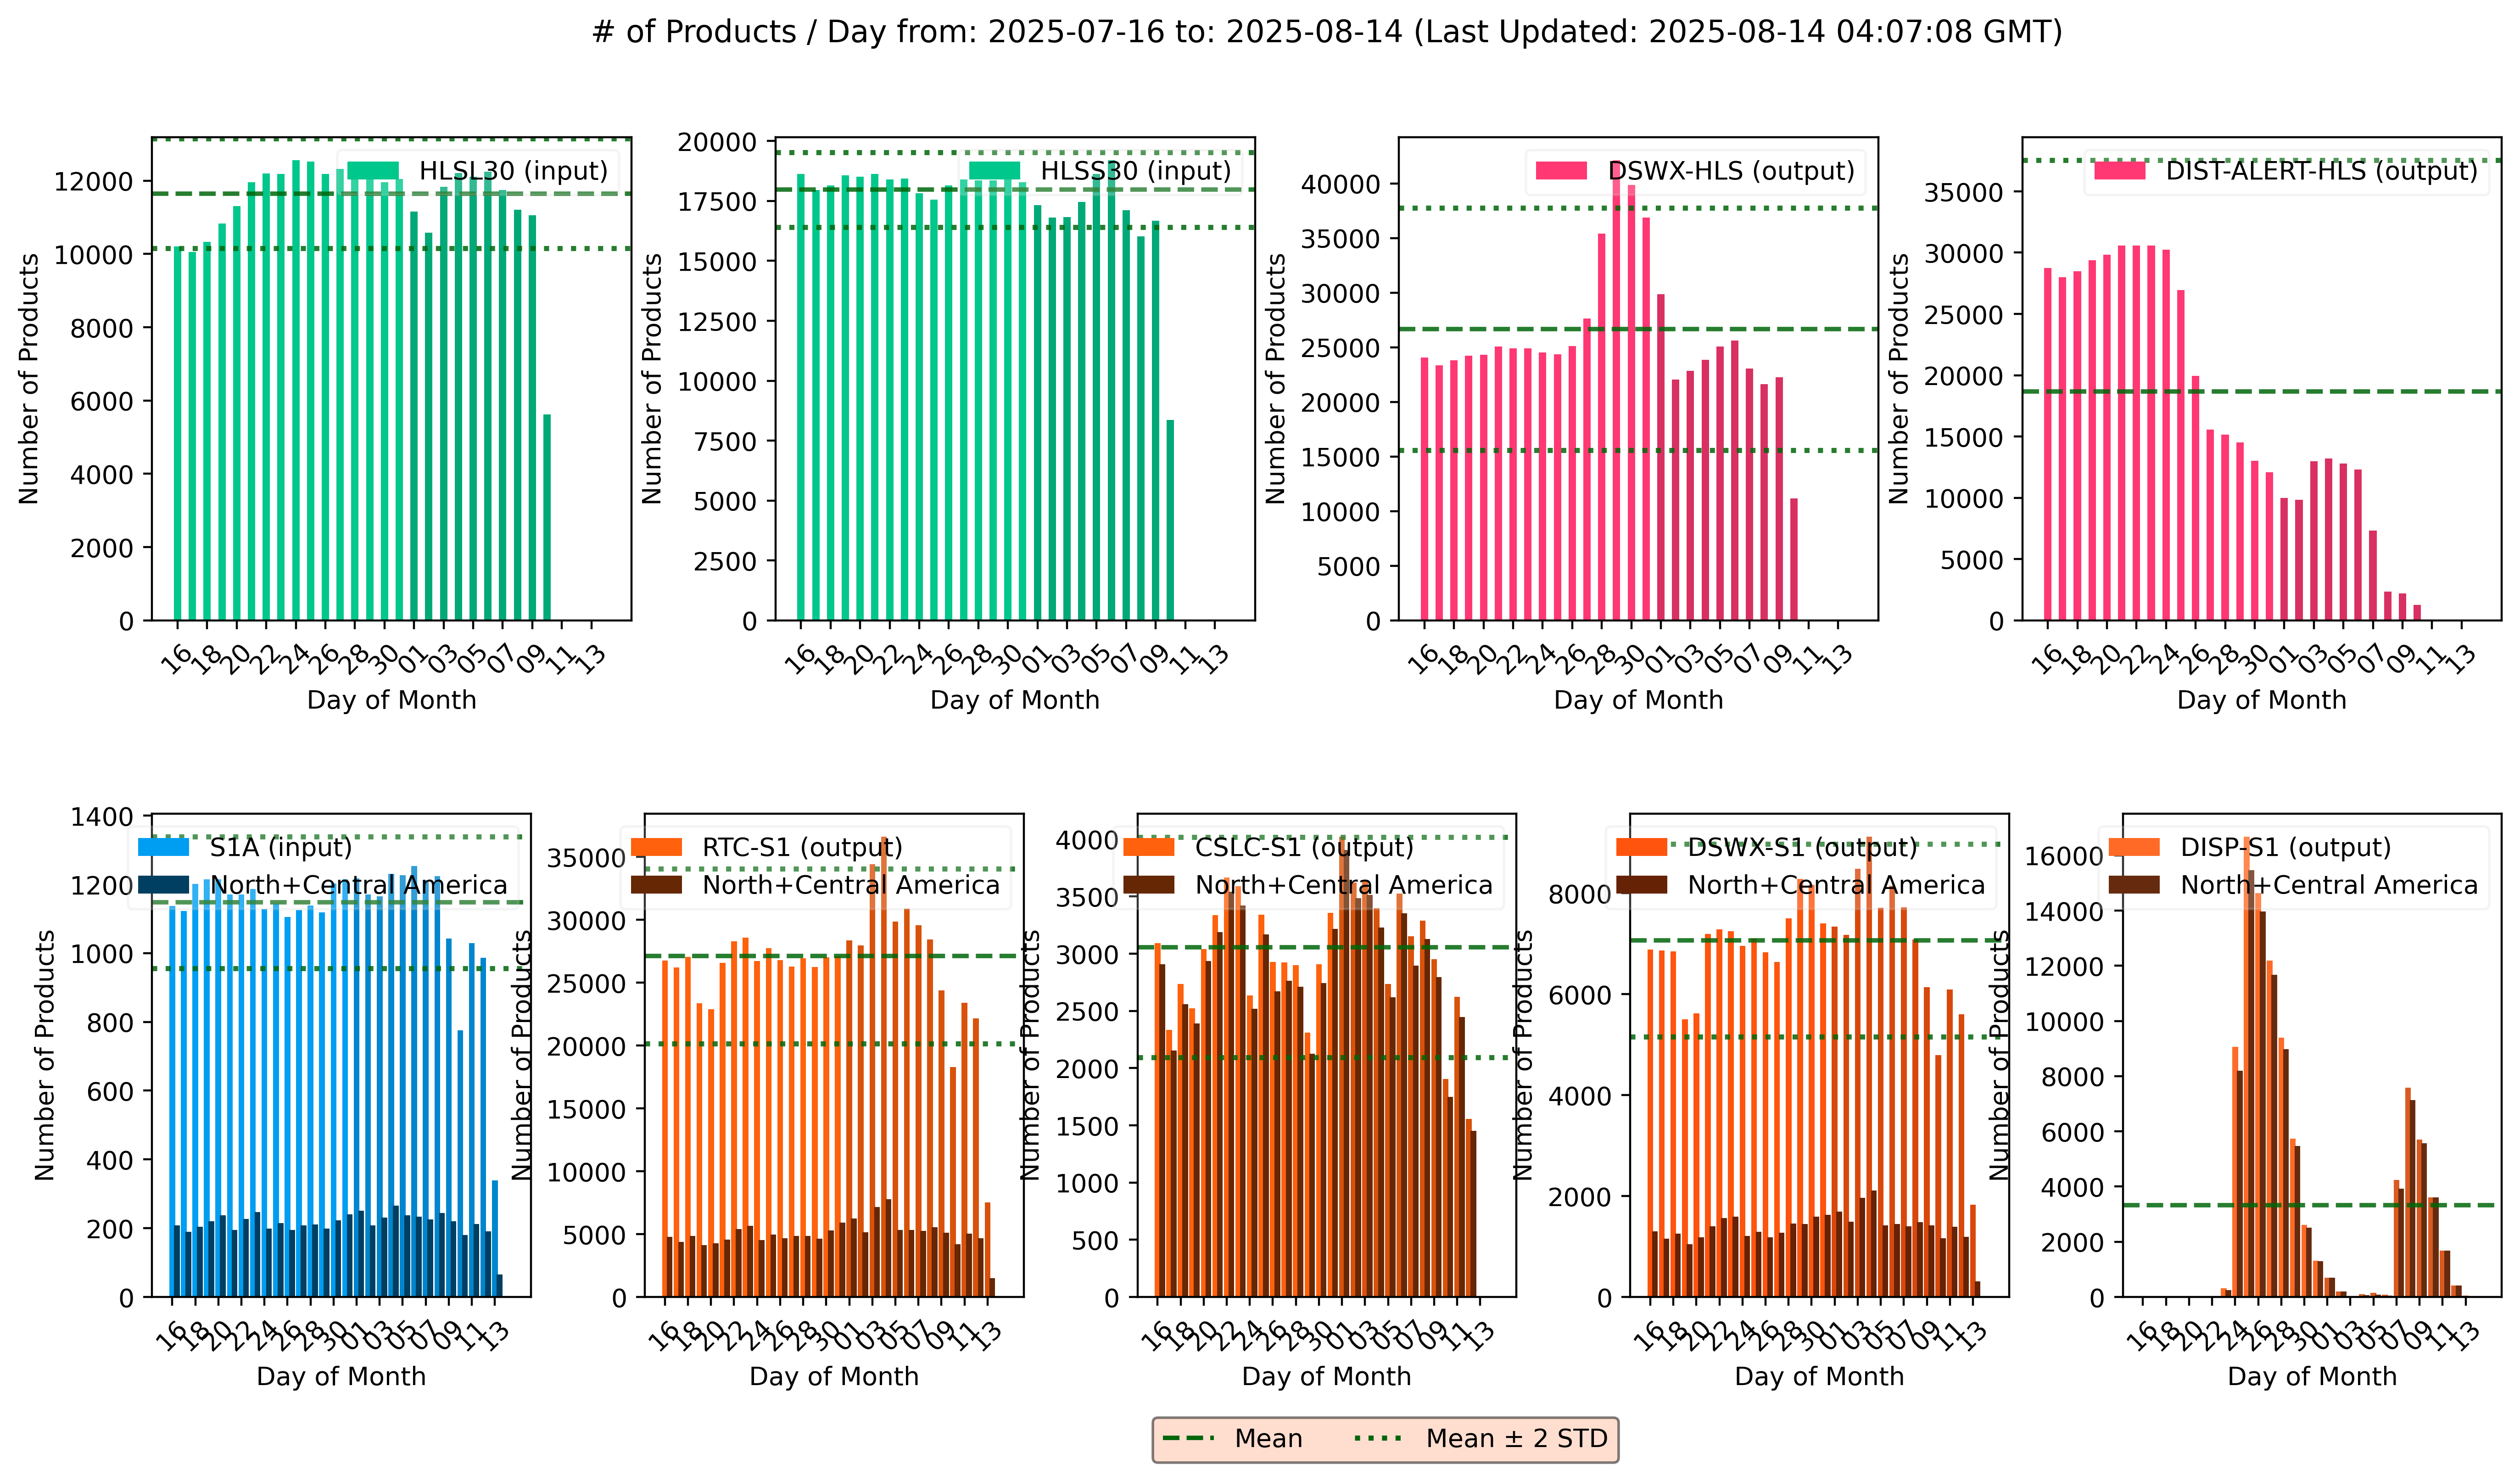 # of Products / Day from: 2025-07-16 to: 2025-08-14 (Last Updated: 2025-08-14 04:07:08 GMT)
HLSL30 (input)
Number of Products
12000
10000
8000
6000
4000
2000
0
16 18 20 22 24 26 28 30 01 03 05 07 09 11 13
Day of Month
HLSS30 (input)
Number of Products
20000
17500
15000
12500
10000
7500
5000
2500
0
16 18 20 22 24 26 28 30 01 03 05 07 09 11 13
Day of Month
DSWX-HLS (output)
Number of Products
40000
35000
30000
25000
20000
15000
10000
5000
0
16 18 20 22 24 26 28 30 01 03 05 07 09 11 13
Day of Month
DIST-ALERT-HLS (output)
Number of Products
35000
30000
25000
20000
15000
10000
5000
0
16 18 20 22 24 26 28 30 01 03 05 07 09 11 13
Day of Month
S1A (input)
North+Central America
Number of Products
1400
1200
1000
800
600
400
200
0
16 18 20 22 24 26 28 30 01 03 05 07 09 11 13
Day of Month
RTC-S1 (output)
North+Central America
Number of Products
35000
30000
25000
20000
15000
10000
5000
0
16 18 20 22 24 26 28 30 01 03 05 07 09 11 13
Day of Month
CSLC-S1 (output)
North+Central America
Number of Products
4000
3500
3000
2500
2000
1500
1000
500
0
16 18 20 22 24 26 28 30 01 03 05 07 09 11 13
Day of Month
DSWX-S1 (output)
North+Central America
Number of Products
8000
6000
4000
2000
0
16 18 20 22 24 26 28 30 01 03 05 07 09 11 13
Day of Month
DISP-S1 (output)
North+Central America
Number of Products
16000
14000
12000
10000
8000
6000
4000
2000
0
16 18 20 22 24 26 28 30 01 03 05 07 09 11 13
Day of Month
Mean
Mean ± 2 STD